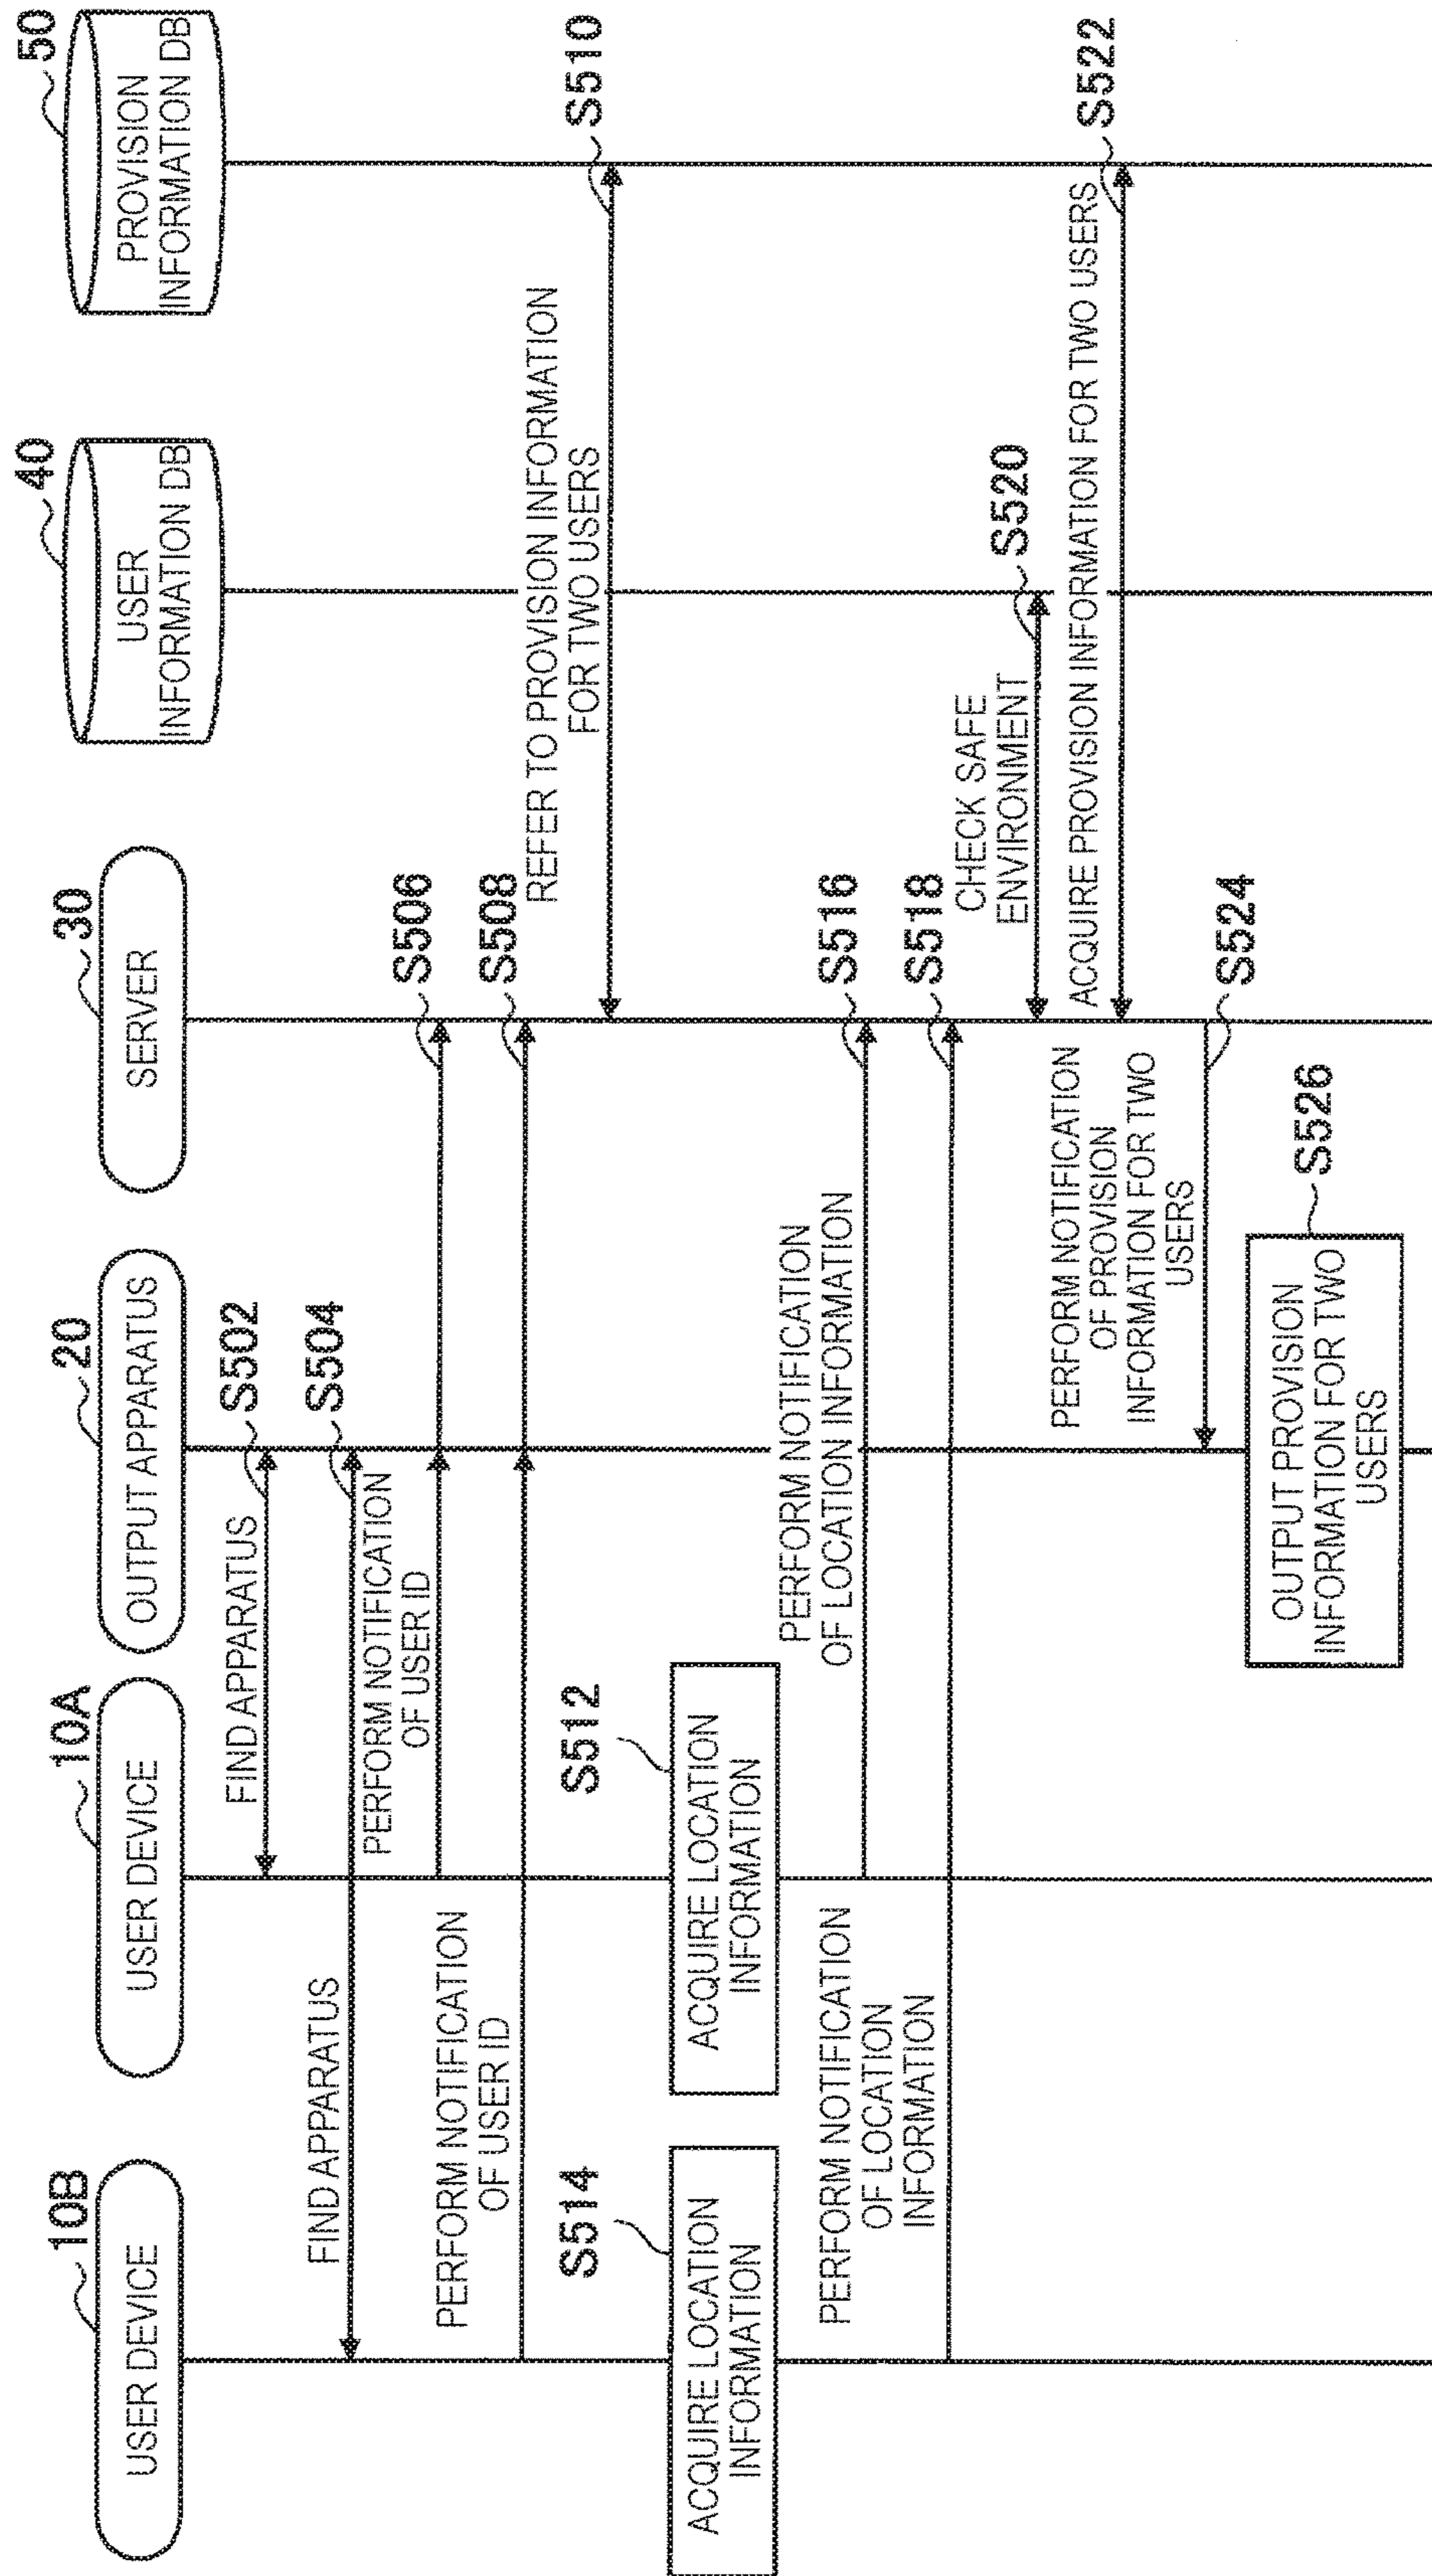 10B
USER DEVICE
10A
USER DEVICE
20
OUTPUT APPARATUS
30
SERVER
40
USER
INFORMATION DB
50
PROVISION
INFORMATION DB
FIND APPARATUS
S502
FIND APPARATUS
S504
PERFORM NOTIFICATION
OF USER ID
S506
PERFORM NOTIFICATION
OF USER ID
S508
REFER TO PROVISION INFORMATION
FOR TWO USERS
S510
S512
ACQUIRE LOCATION
INFORMATION
S514
ACQUIRE LOCATION
INFORMATION
PERFORM NOTIFICATION
OF LOCATION INFORMATION
S516
PERFORM NOTIFICATION
OF LOCATION
INFORMATION
S518
CHECK SAFE
ENVIRONMENT
S520
ACQUIRE PROVISION INFORMATION FOR TWO USERS
S522
PERFORM NOTIFICATION
OF PROVISION
INFORMATION FOR TWO
USERS
S524
S526
OUTPUT PROVISION
INFORMATION FOR TWO
USERS